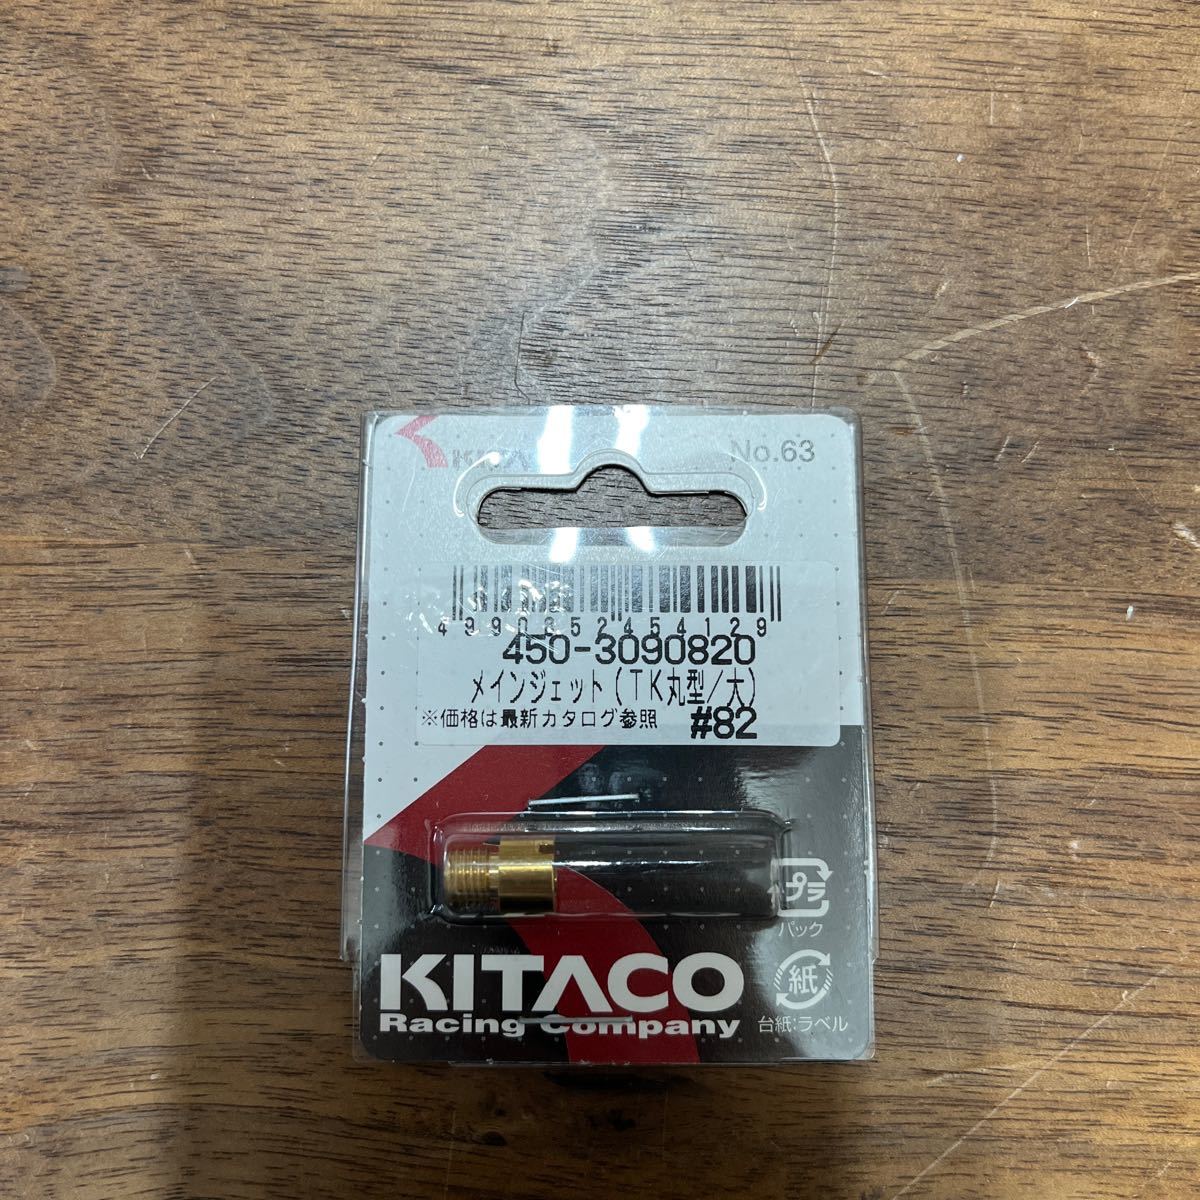 No.63
4990852454129
450-3090820
メインジェット(TK丸型/大)
※価格は最新カタログ参照 #82
プラ
パック
紙
台紙:ラベル
KITACO
Racing Company